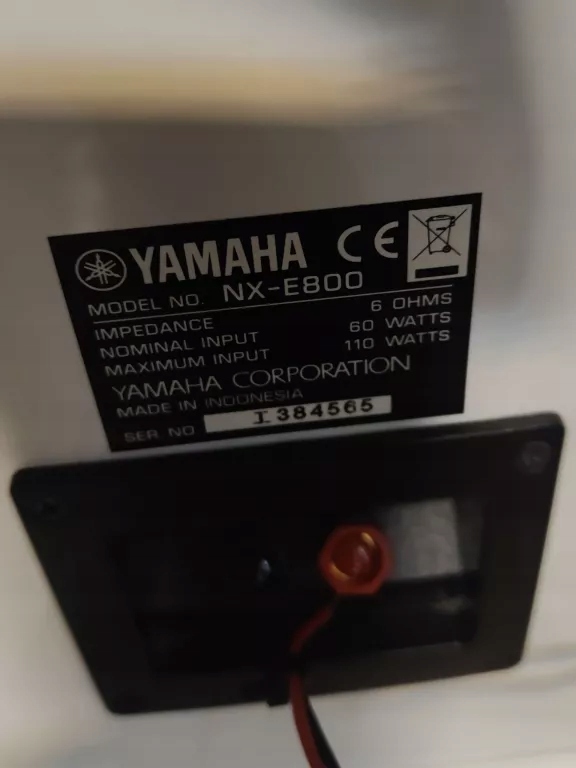 YAMAHA CE
MODEL NO. NX-E800
IMPEDANCE 6 OHMS
NOMINAL INPUT 60 WATTS
MAXIMUM INPUT 110 WATTS
YAMAHA CORPORATION
MADE IN INDONESIA
SER NO I384565